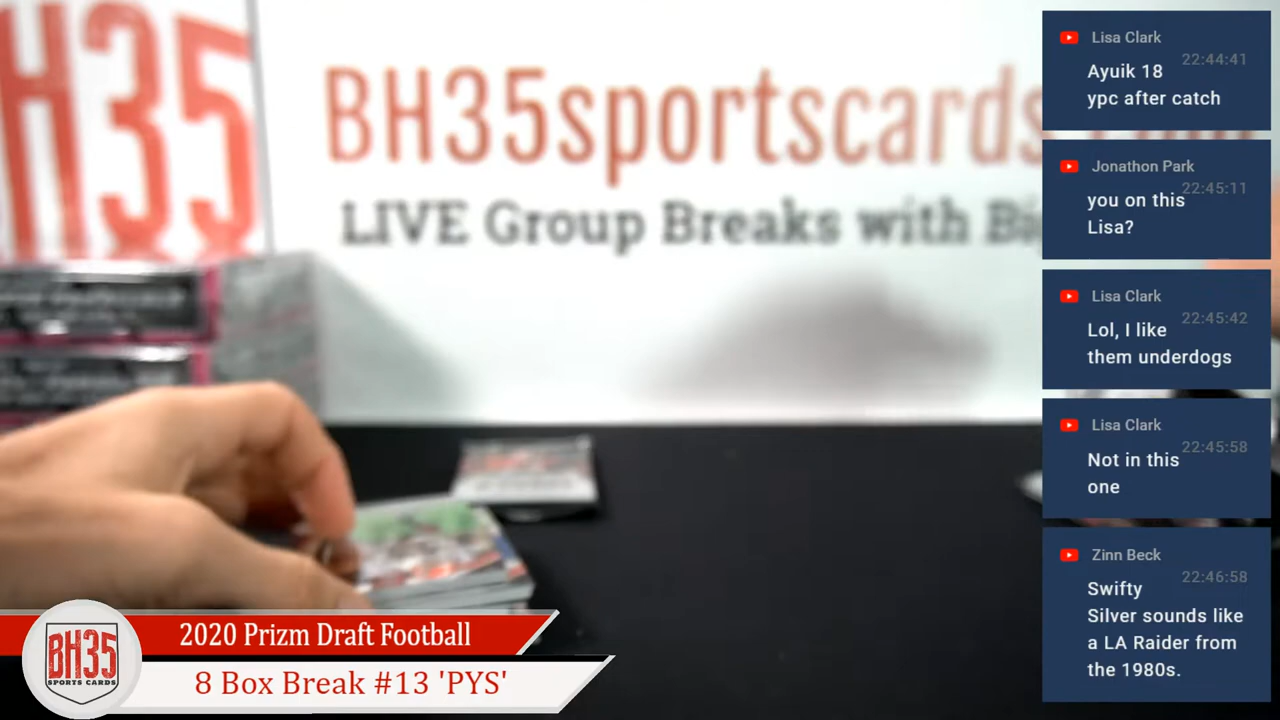 H35
BH35sportscards
LIVE Group Breaks with
Lisa Clark
22:44:41
Ayuik 18
ypc after catch
Jonathon Park
22:45:11
you on this
Lisa?
Lisa Clark
22:45:42
Lol, I like
them underdogs
Lisa Clark
22:45:58
Not in this
one
Zinn Beck
22:46:58
Swifty
Silver sounds like
a LA Raider from
the 1980s.
BH35
SPORTS CARDS
2020 Prizm Draft Football
8 Box Break #13 'PYS'